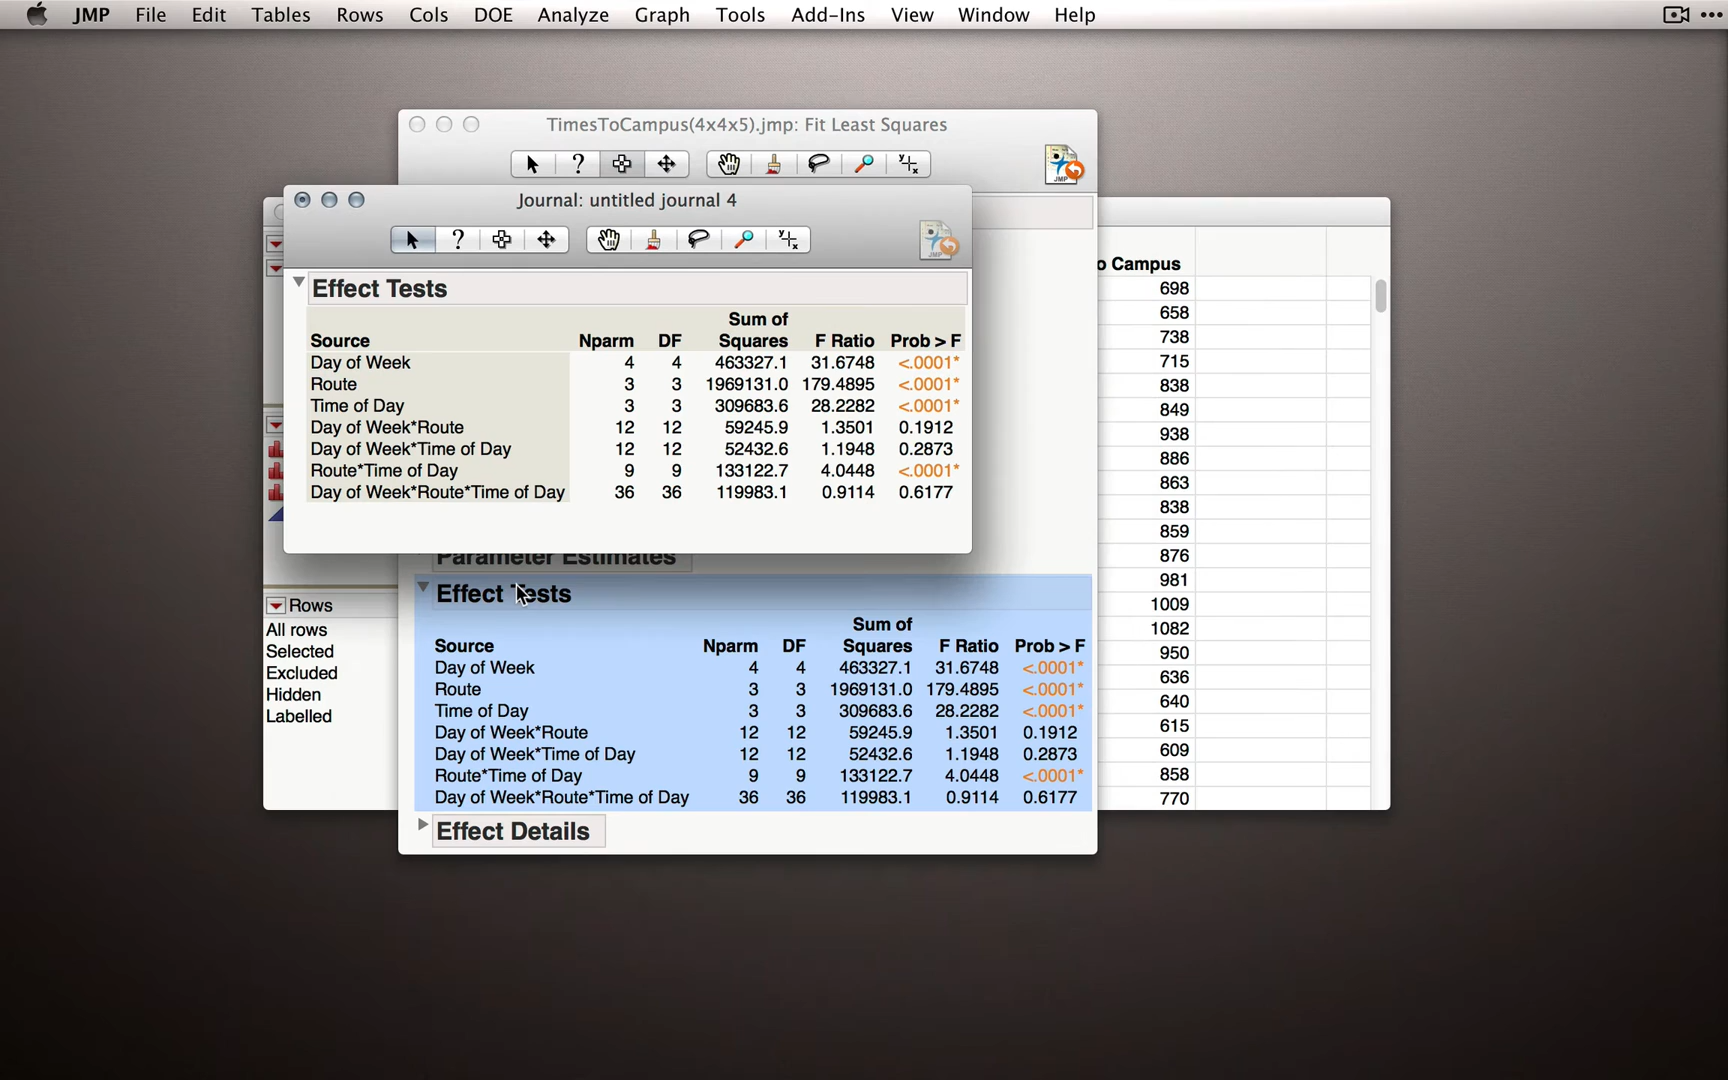 JMP File Edit Tables Rows Cols DOE Analyze Graph Tools Add-Ins View Window Help
TimesToCampus(4x4x5).jmp: Fit Least Squares
Journal: untitled journal 4
Effect Tests
Source Nparm DF Sum of Squares F Ratio Prob > F
Day of Week 4 4 463327.1 31.6748 <.0001*
Route 3 3 1969131.0 179.4895 <.0001*
Time of Day 3 3 309683.6 28.2282 <.0001*
Day of Week*Route 12 12 59245.9 1.3501 0.1912
Day of Week*Time of Day 12 12 52432.6 1.1948 0.2873
Route*Time of Day 9 9 133122.7 4.0448 <.0001*
Day of Week*Route*Time of Day 36 36 119983.1 0.9114 0.6177
Parameter Estimates
Effect Tests
Source Nparm DF Sum of Squares F Ratio Prob > F
Day of Week 4 4 463327.1 31.6748 <.0001*
Route 3 3 1969131.0 179.4895 <.0001*
Time of Day 3 3 309683.6 28.2282 <.0001*
Day of Week*Route 12 12 59245.9 1.3501 0.1912
Day of Week*Time of Day 12 12 52432.6 1.1948 0.2873
Route*Time of Day 9 9 133122.7 4.0448 <.0001*
Day of Week*Route*Time of Day 36 36 119983.1 0.9114 0.6177
Effect Details
Rows
All rows
Selected
Excluded
Hidden
Labelled
o Campus
698
658
738
715
838
849
938
886
863
838
859
876
981
1009
1082
950
636
640
615
609
858
770